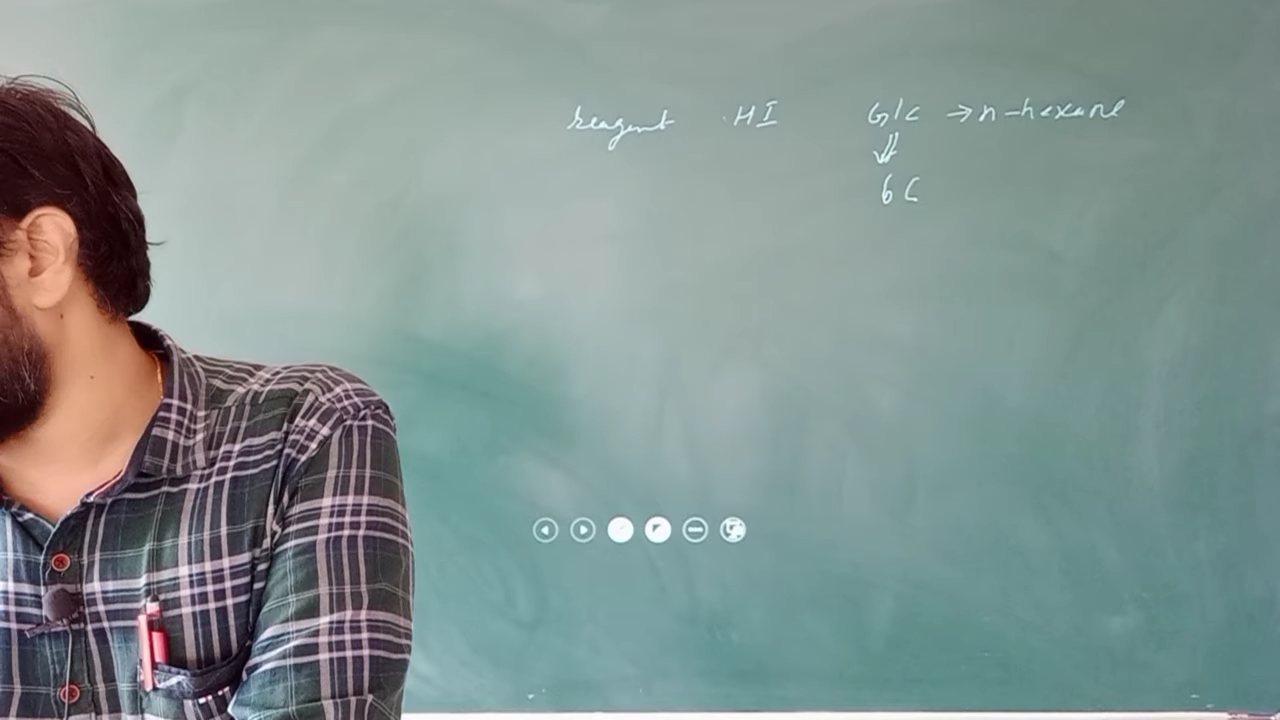 reagent HI Glc → n-hexane
⇓
6C